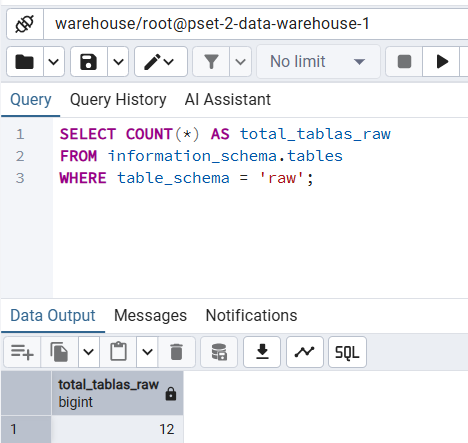 warehouse/root@pset-2-data-warehouse-1
No limit
Query Query History AI Assistant
1 SELECT COUNT(*) AS total_tablas_raw
2 FROM information_schema.tables
3 WHERE table_schema = 'raw';
Data Output Messages Notifications
SQL
total_tablas_raw
bigint
1 12